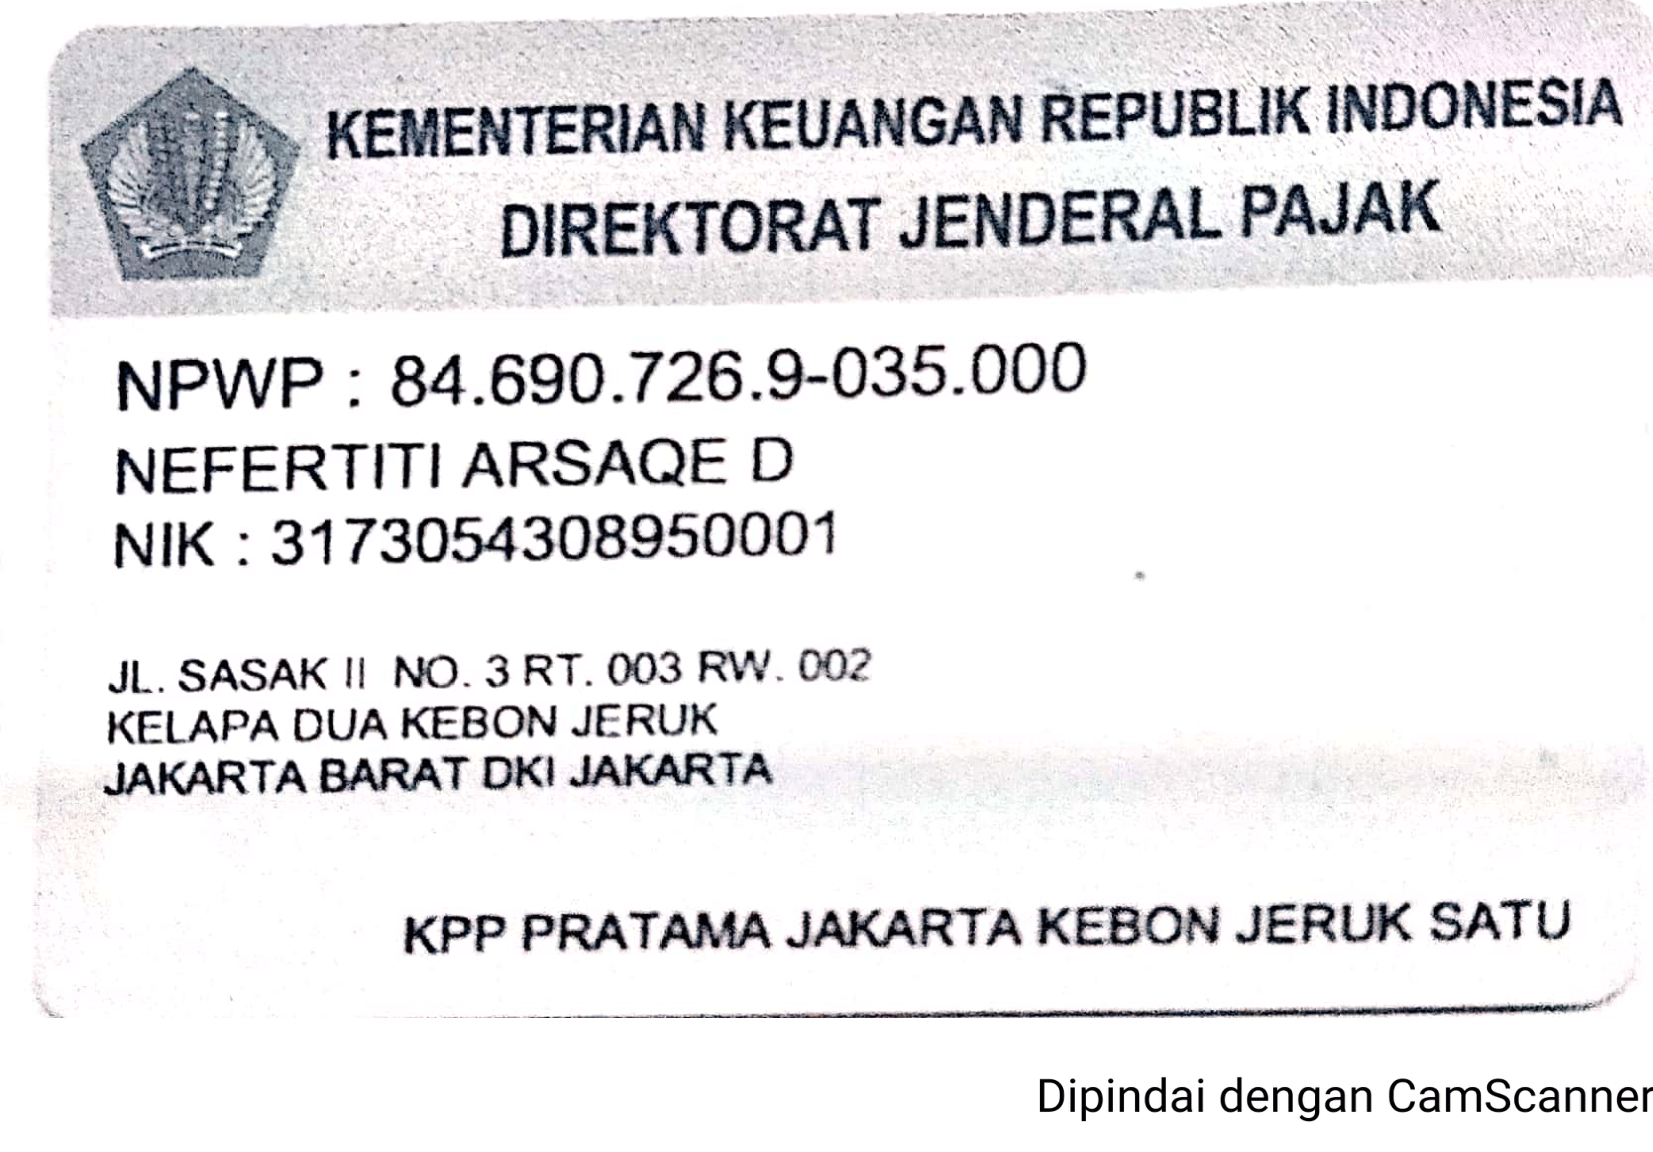 KEMENTERIAN KEUANGAN REPUBLIK INDONESIA
DIREKTORAT JENDERAL PAJAK
NPWP : 84.690.726.9-035.000
NEFERTITI ARSAQE D
NIK : 3173054308950001
JL. SASAK II NO. 3 RT. 003 RW. 002
KELAPA DUA KEBON JERUK
JAKARTA BARAT DKI JAKARTA
KPP PRATAMA JAKARTA KEBON JERUK SATU
Dipindai dengan CamScanner